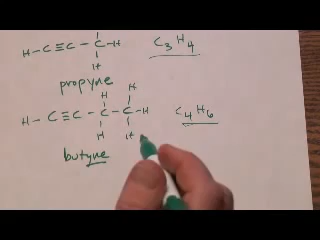 H-C≡C-C-H C₃H₄
H
propyne
H H
H-C≡C-C-C-H C₄H₆
H H
butyne